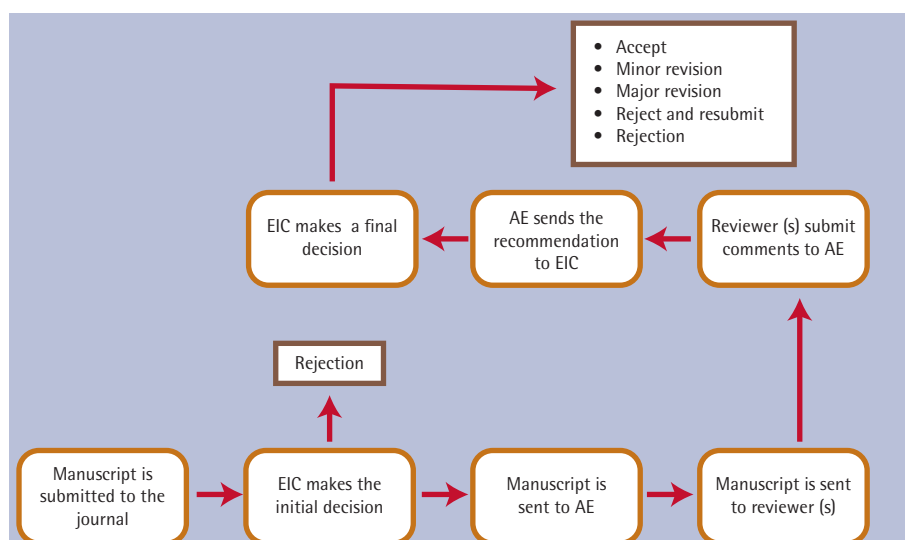 • Accept
• Minor revision
• Major revision
• Reject and resubmit
• Rejection
EIC makes a final
decision
AE sends the
recommendation
to EIC
Reviewer (s) submit
comments to AE
Rejection
Manuscript is
submitted to the
journal
EIC makes the
initial decision
Manuscript is
sent to AE
Manuscript is sent
to reviewer (s)